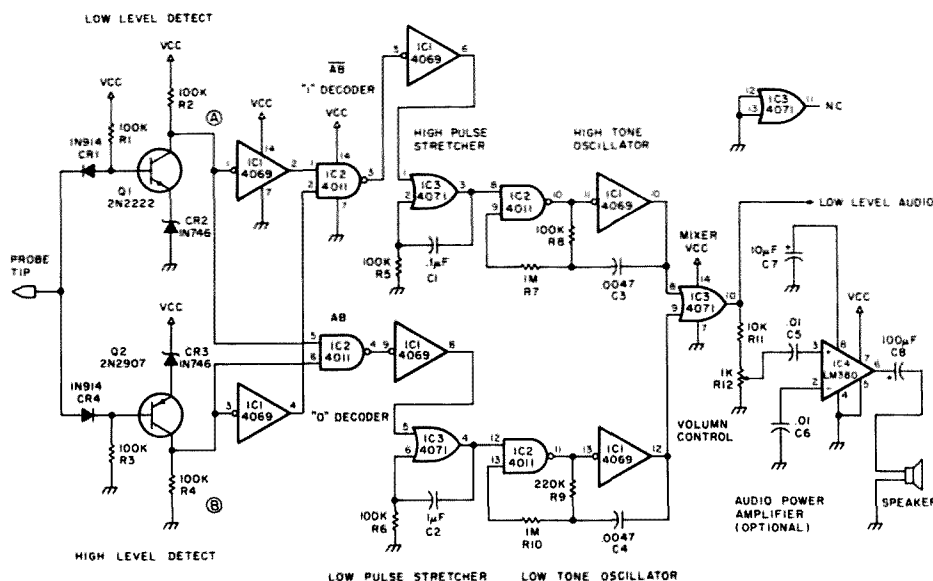 LOW LEVEL DETECT
VCC
VCC
100K
R2
100K
R1
1N914
CR1
Q1
2N2222
CR2
1N746
A
PROBE
TIP
VCC
14
1
IC1
4069
2
7
AB
"1" DECODER
VCC
14
1
2
IC2
4011
3
7
5
IC1
4069
6
HIGH PULSE
STRETCHER
1
2
IC3
4071
3
100K
R5
.1µF
C1
HIGH TONE
OSCILLATOR
8
9
IC2
4011
10
11
IC1
4069
10
100K
R8
1M
R7
.0047
C3
12
13
IC3
4071
11
NC
MIXER
VCC
14
8
9
IC3
4071
10
7
LOW LEVEL AUDIO
10µF
C7
+
10K
R11
1K
R12
VOLUMN
CONTROL
.01
C5
.01
C6
VCC
8
7
3
+
2
-
IC4
LM380
6
5
4
100µF
C8
+
SPEAKER
AUDIO POWER
AMPLIFIER
(OPTIONAL)
VCC
Q2
2N2907
CR3
1N746
1N914
CR4
100K
R3
100K
R4
B
HIGH LEVEL DETECT
3
IC1
4069
4
AB
5
6
IC2
4011
4
9
IC1
4069
8
"0" DECODER
5
6
IC3
4071
4
100K
R6
.1µF
C2
LOW PULSE STRETCHER
12
13
IC2
4011
11
13
IC1
4069
12
220K
R9
1M
R10
.0047
C4
LOW TONE OSCILLATOR